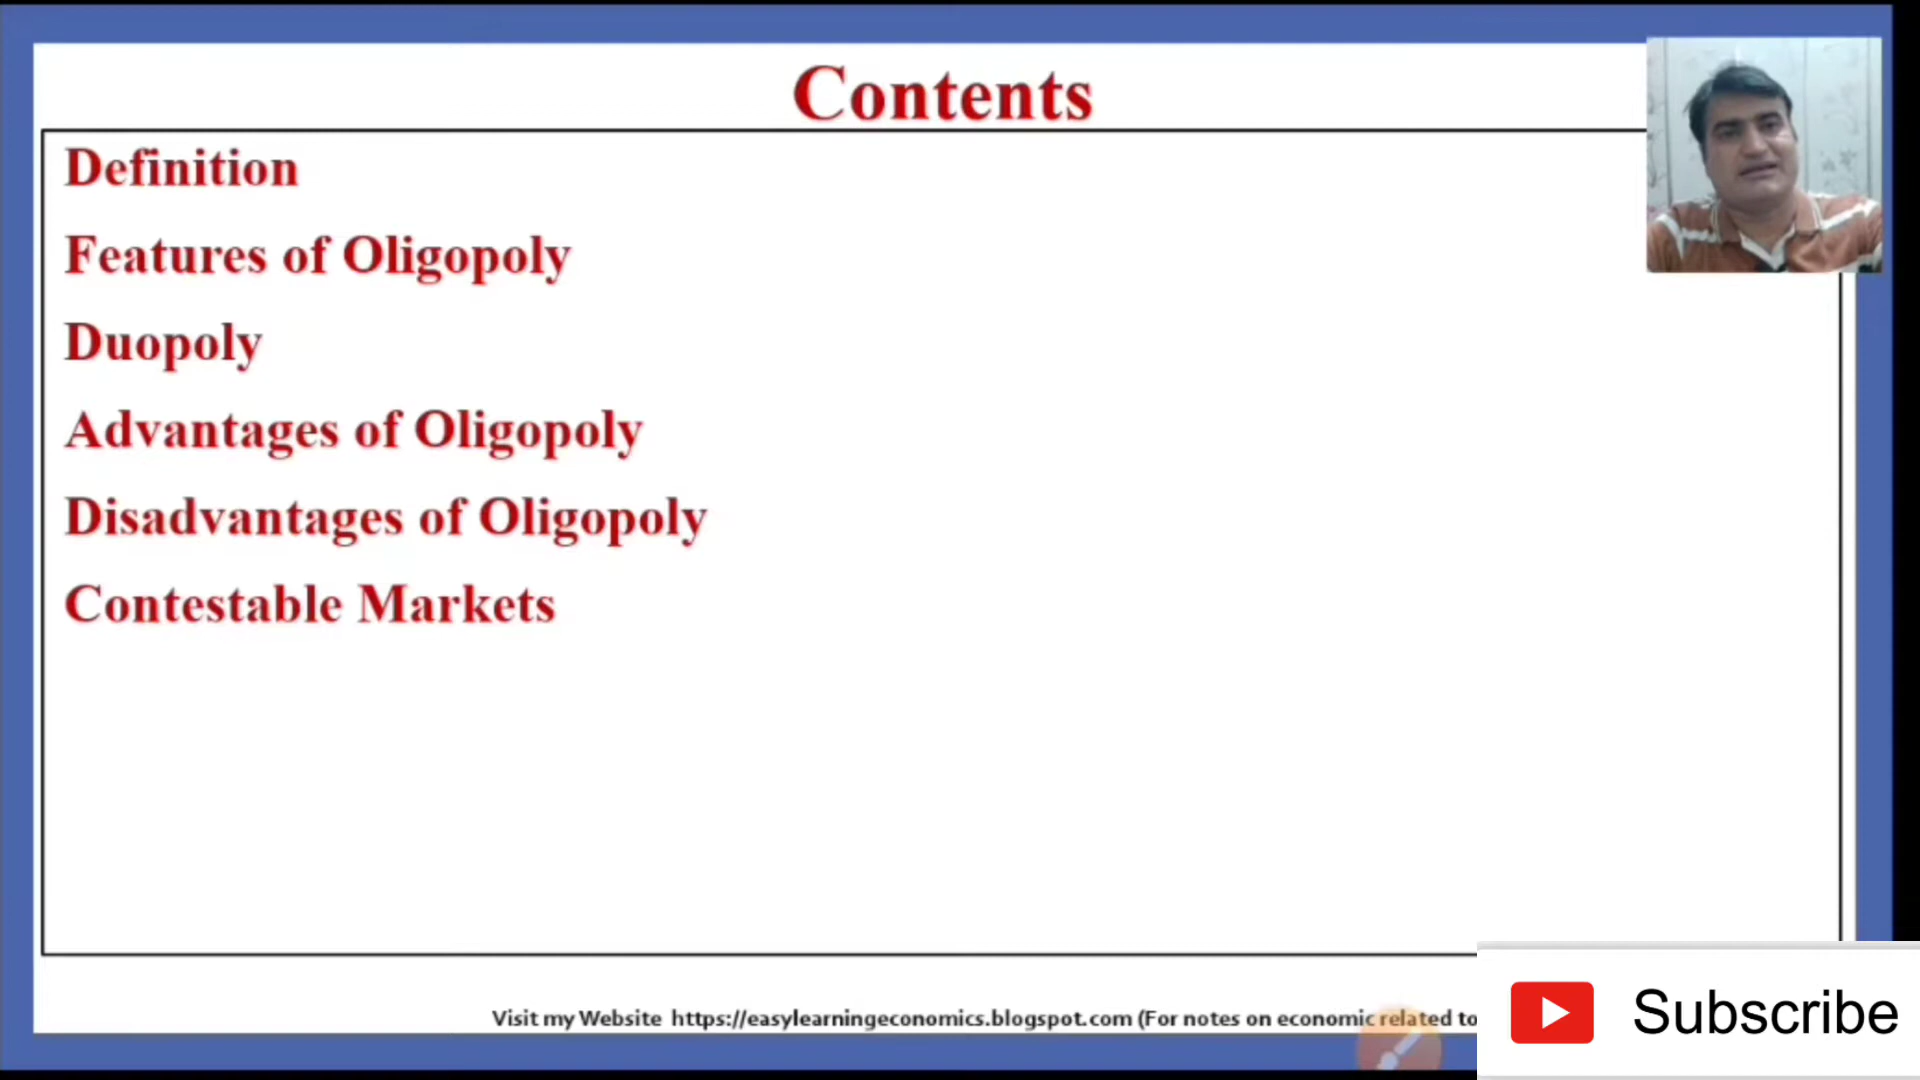 Contents
Definition
Features of Oligopoly
Duopoly
Advantages of Oligopoly
Disadvantages of Oligopoly
Contestable Markets
Visit my Website https://easylearningeconomics.blogspot.com (For notes on economic related to
Subscribe